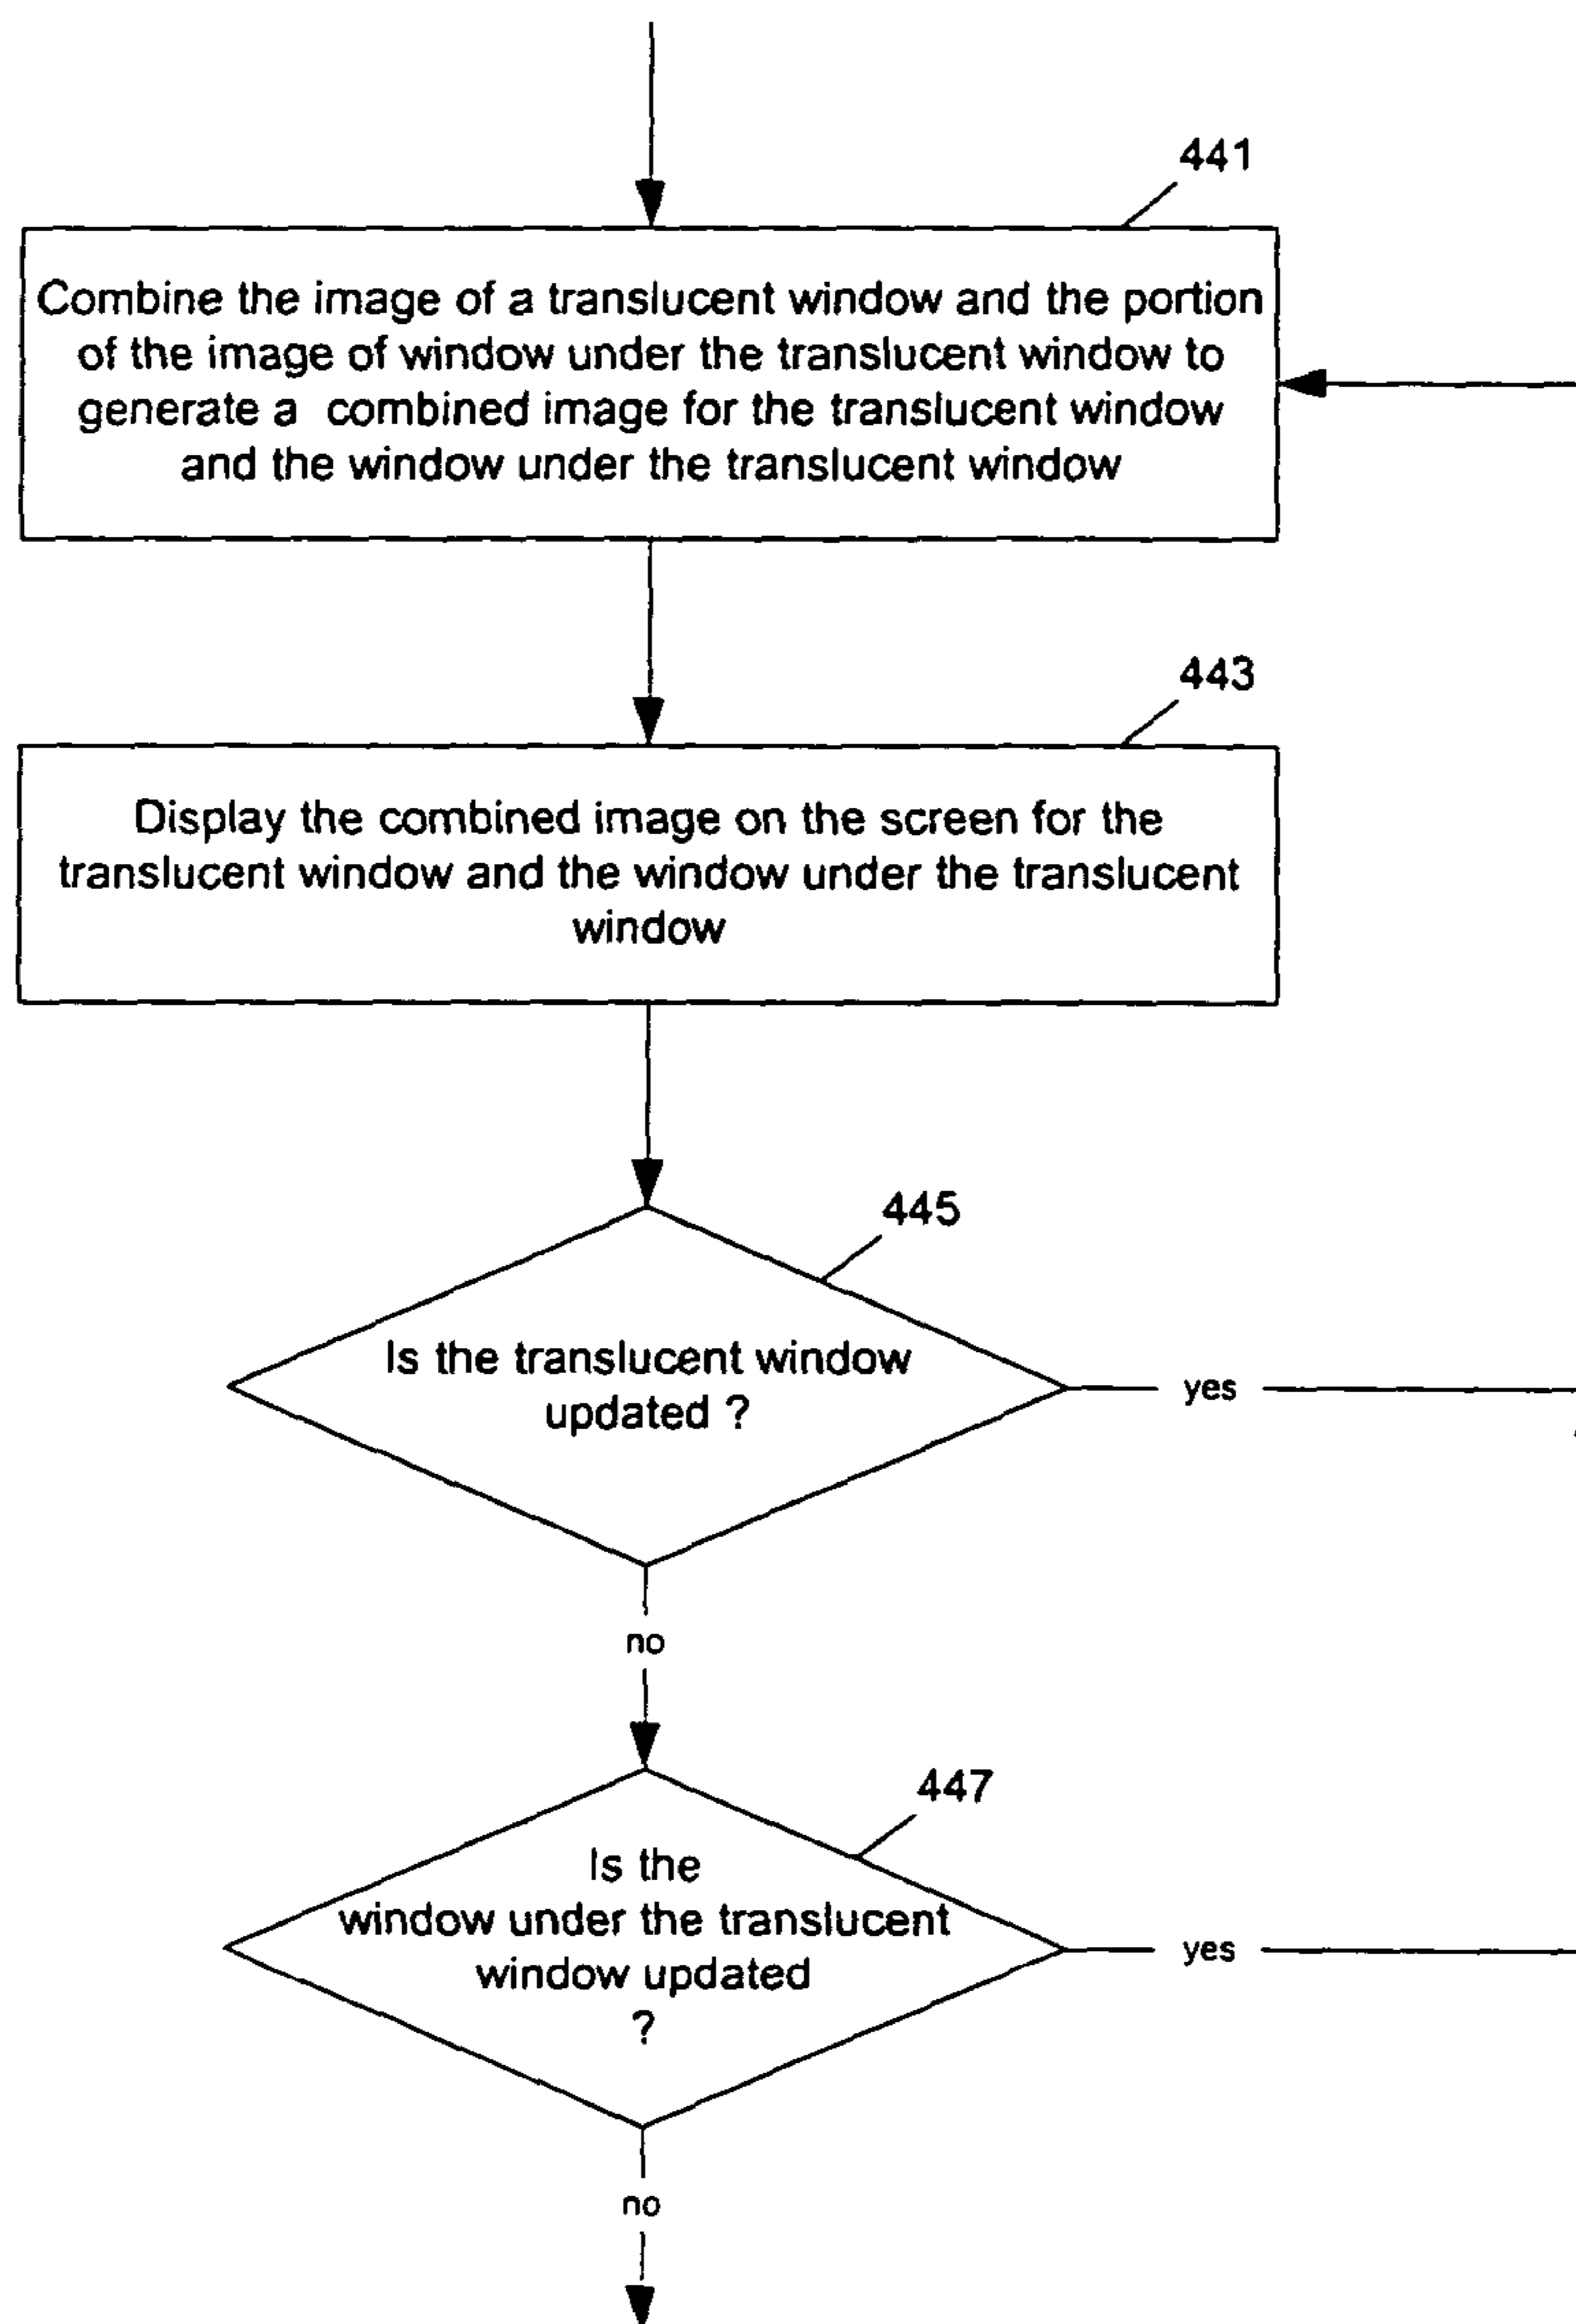 441
Combine the image of a translucent window and the portion
of the image of window under the translucent window to
generate a combined image for the translucent window
and the window under the translucent window
443
Display the combined image on the screen for the
translucent window and the window under the translucent
window
445
Is the translucent window
updated ?
yes
no
447
Is the
window under the translucent
window updated
?
yes
no